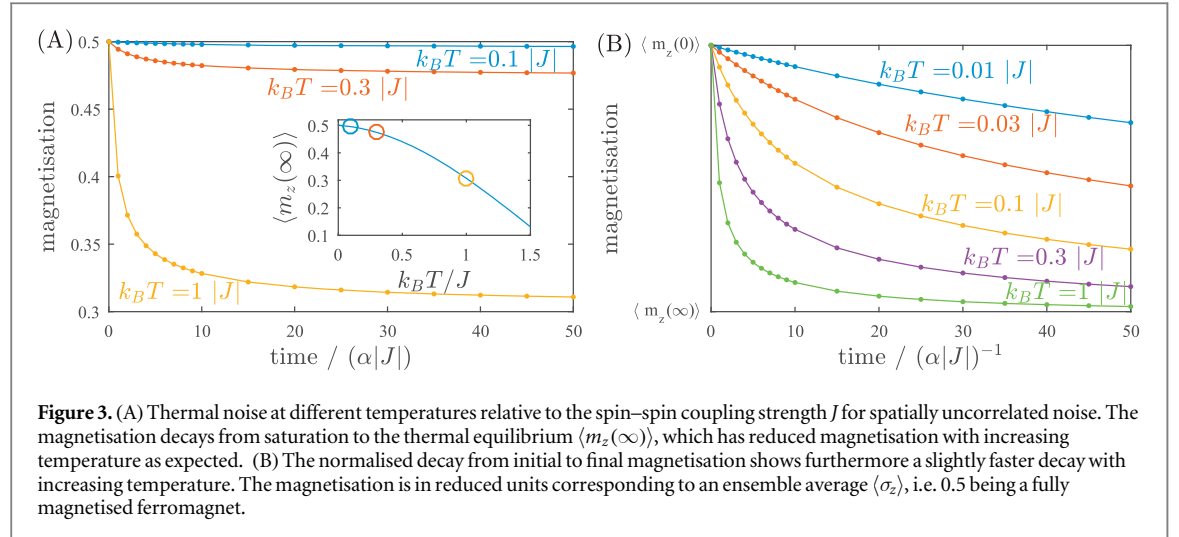 (A)
0.5
0.45
0.4
0.35
0.3
magnetisation
k_BT =0.1 |J|
k_BT =0.3 |J|
k_BT =1 |J|
0.5
0.4
0.3
0.2
0.1
⟨m_z(∞)⟩
0 0.5 1 1.5
k_BT/J
0 10 20 30 40 50
time / (α|J|)
(B)
⟨ m_z(0)⟩
magnetisation
⟨ m_z(∞)⟩
k_BT =0.01 |J|
k_BT =0.03 |J|
k_BT =0.1 |J|
k_BT =0.3 |J|
k_BT =1 |J|
0 10 20 30 40 50
time / (α|J|)⁻¹
Figure 3. (A) Thermal noise at different temperatures relative to the spin–spin coupling strength J for spatially uncorrelated noise. The
magnetisation decays from saturation to the thermal equilibrium ⟨m_z(∞)⟩, which has reduced magnetisation with increasing
temperature as expected. (B) The normalised decay from initial to final magnetisation shows furthermore a slightly faster decay with
increasing temperature. The magnetisation is in reduced units corresponding to an ensemble average ⟨σ_z⟩, i.e. 0.5 being a fully
magnetised ferromagnet.